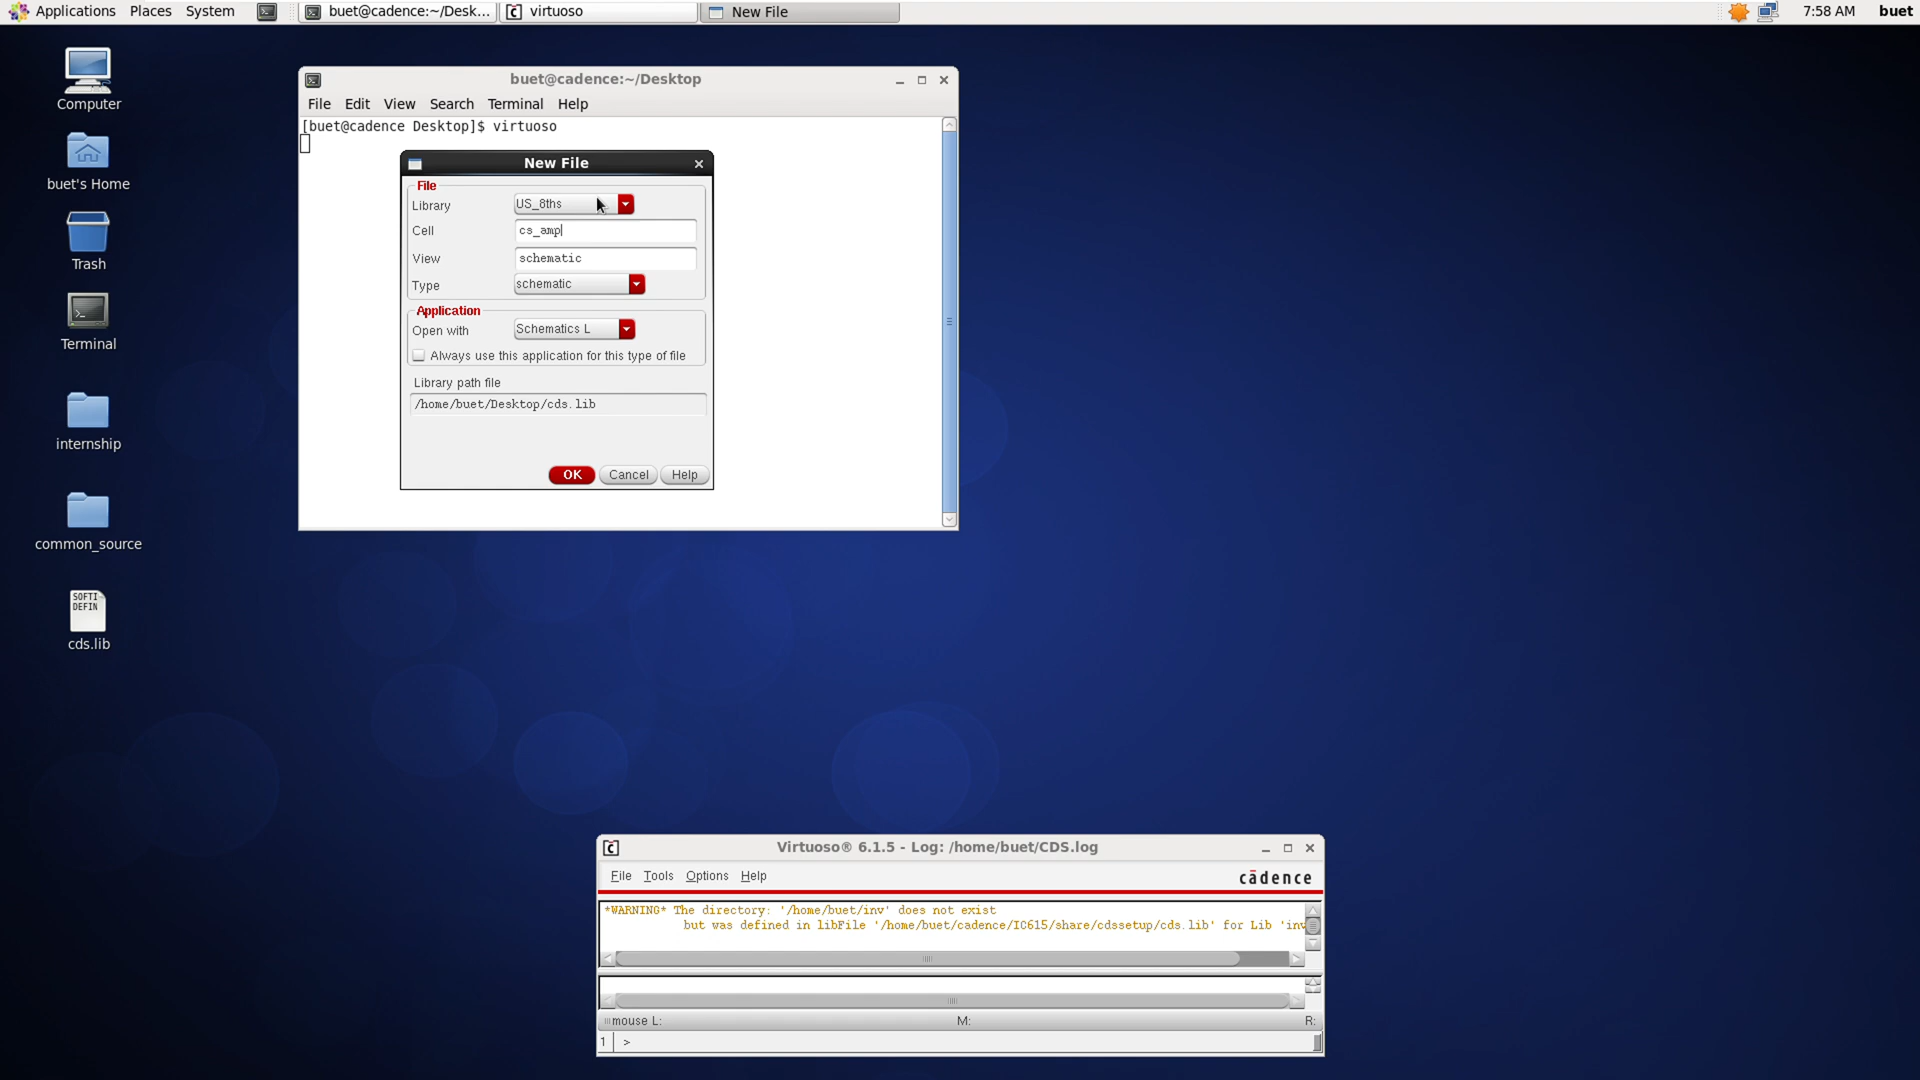 Applications Places System buet@cadence:~/Desk... virtuoso New File 7:58 AM buet
Computer
buet's Home
Trash
Terminal
internship
common_source
SOFTI
DEFIN
cds.lib
buet@cadence:~/Desktop
File Edit View Search Terminal Help
[buet@cadence Desktop]$ virtuoso
New File
File
Library US_8ths
Cell cs_amp
View schematic
Type schematic
Application
Open with Schematics L
Always use this application for this type of file
Library path file
/home/buet/Desktop/cds.lib
OK Cancel Help
Virtuoso® 6.1.5 - Log: /home/buet/CDS.log
File Tools Options Help cādence
*WARNING* The directory: '/home/buet/inv' does not exist
but was defined in libFile '/home/buet/cadence/IC615/share/cdssetup/cds.lib' for Lib 'inv
mouse L: M: R:
1 >